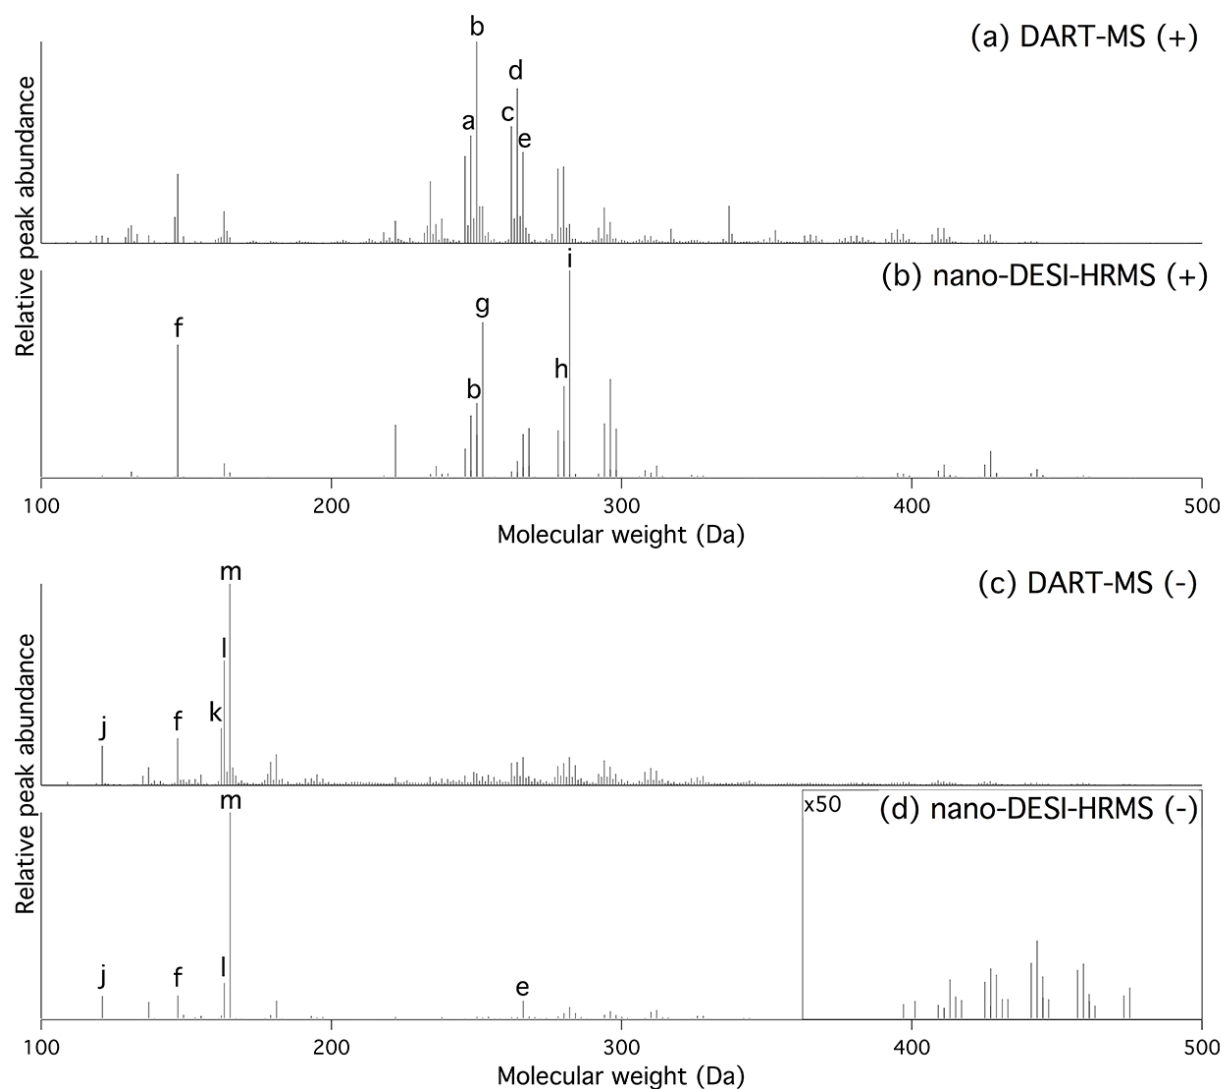 (a) DART-MS (+)
b
d
c
a
e
Relative peak abundance
(b) nano-DESI-HRMS (+)
i
g
f
h
b
100 200 300 400 500
Molecular weight (Da)
(c) DART-MS (-)
m
l
k
j f
Relative peak abundance
m
x50 (d) nano-DESI-HRMS (-)
j f l
e
100 200 300 400 500
Molecular weight (Da)